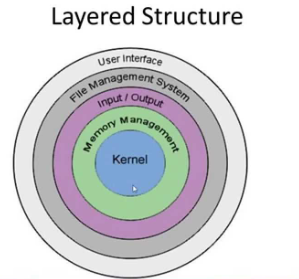 Layered Structure
User Interface
File Management System
Input / Output
Memory Management
Kernel